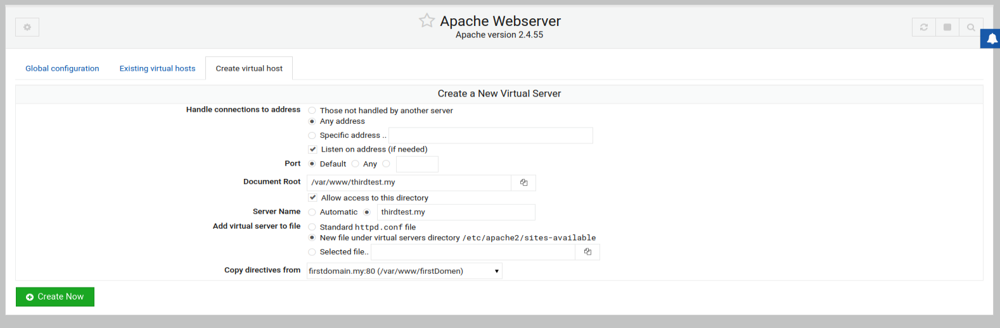 Apache Webserver
Apache version 2.4.55
Global configuration Existing virtual hosts Create virtual host
Create a New Virtual Server
Handle connections to address Those not handled by another server
Any address
Specific address ..
Listen on address (if needed)
Port Default Any
Document Root /var/www/thirdtest.my
Allow access to this directory
Server Name Automatic thirdtest.my
Add virtual server to file Standard httpd.conf file
New file under virtual servers directory /etc/apache2/sites-available
Selected file..
Copy directives from firstdomain.my:80 (/var/www/firstDomen)
Create Now